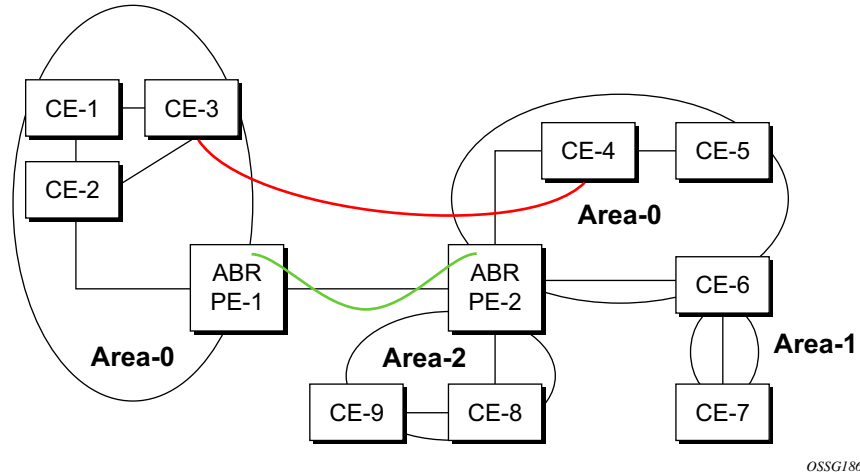 CE-1
CE-3
CE-2
CE-4
CE-5
Area-0
ABR
PE-1
ABR
PE-2
CE-6
Area-0
Area-2
Area-1
CE-9
CE-8
CE-7
OSSG186